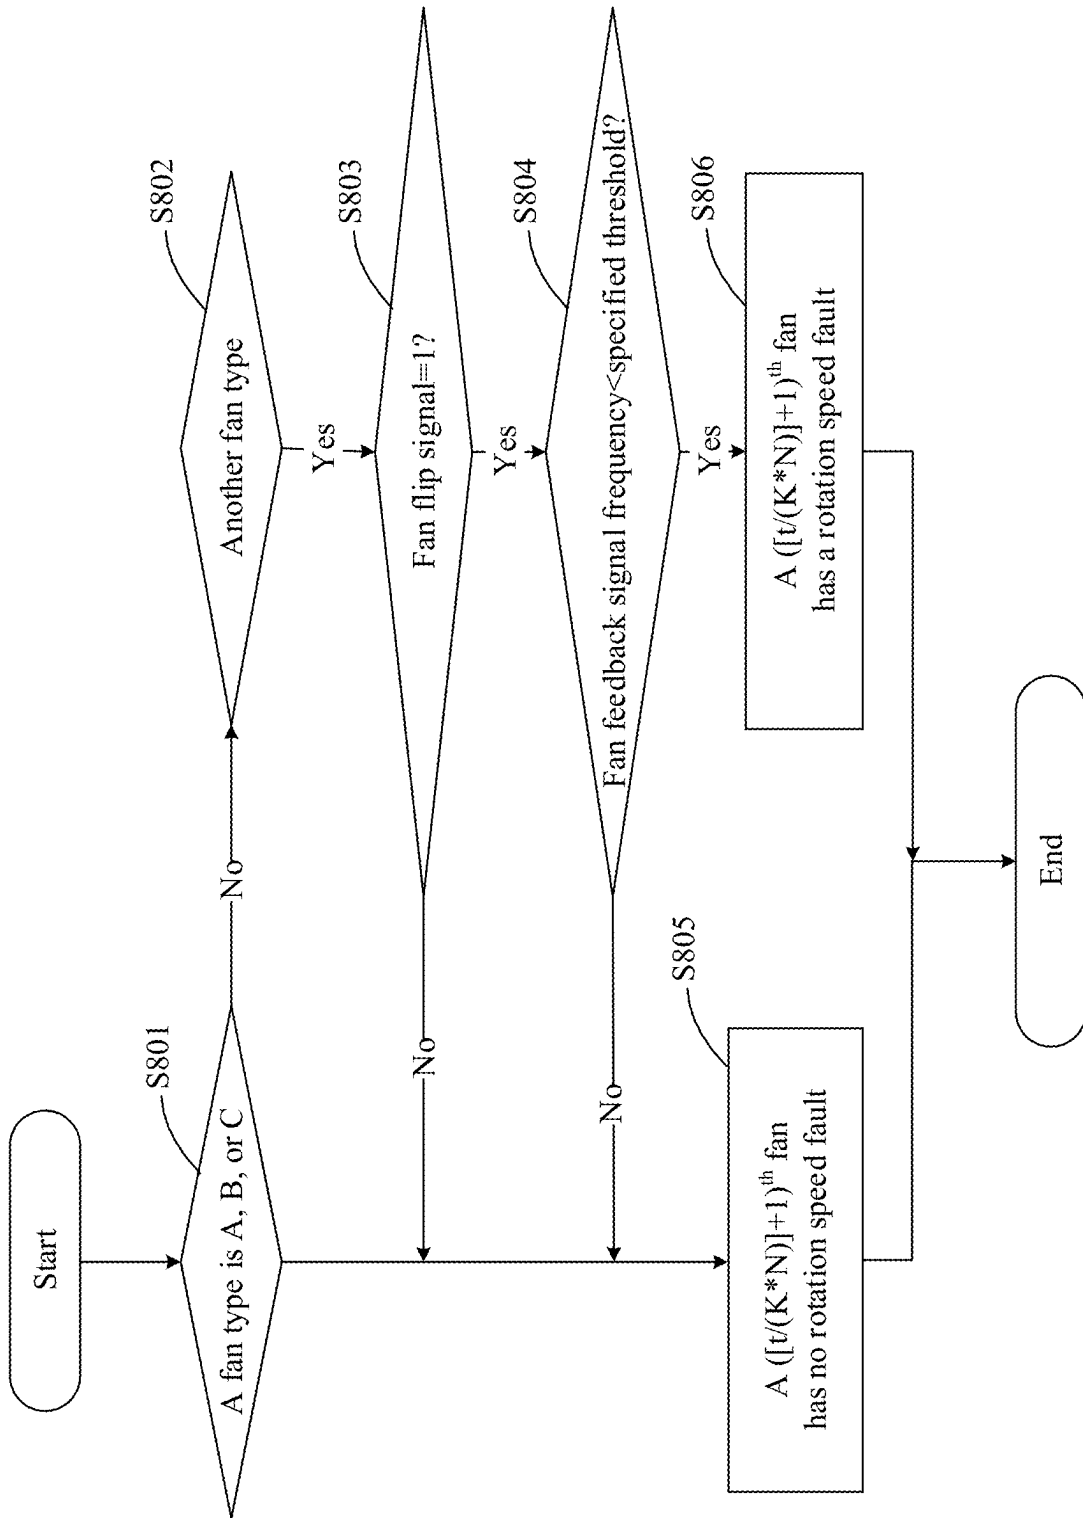 Start
S801
A fan type is A, B, or C
No
S802
Another fan type
Yes
S803
Fan flip signal=1?
No
Yes
S804
Fan feedback signal frequency<specified threshold?
No
Yes
S805
A ([t/(K*N)]+1)th fan
has no rotation speed fault
S806
A ([t/(K*N)]+1)th fan
has a rotation speed fault
End